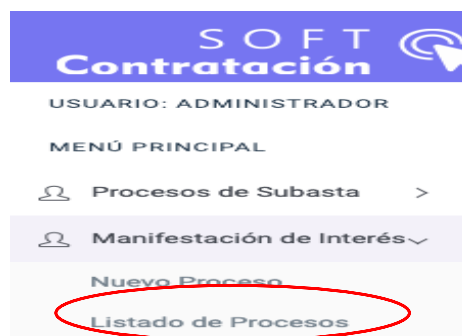 SOFT
Contratación
USUARIO: ADMINISTRADOR
MENÚ PRINCIPAL
Procesos de Subasta >
Manifestación de Interés
Nuevo Proceso
Listado de Procesos